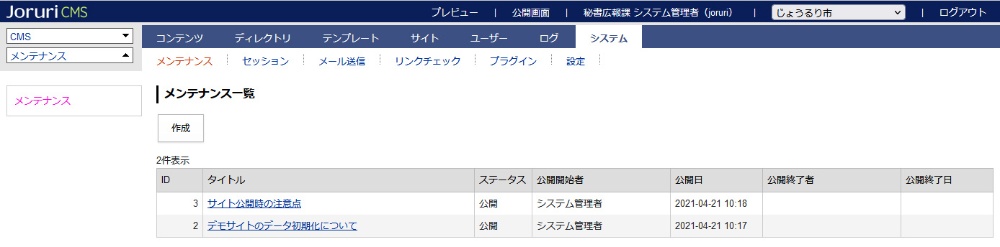 Joruri CMS プレビュー | 公開画面 | 秘書広報課 システム管理者（joruri） | じょうるり市 | ログアウト
CMS
メンテナンス
コンテンツ ディレクトリ テンプレート サイト ユーザー ログ システム
メンテナンス セッション メール送信 リンクチェック プラグイン 設定
メンテナンス
メンテナンス一覧
作成
2件表示
ID タイトル ステータス 公開開始者 公開日 公開終了者 公開終了日
3 サイト公開時の注意点 公開 システム管理者 2021-04-21 10:18
2 デモサイトのデータ初期化について 公開 システム管理者 2021-04-21 10:17